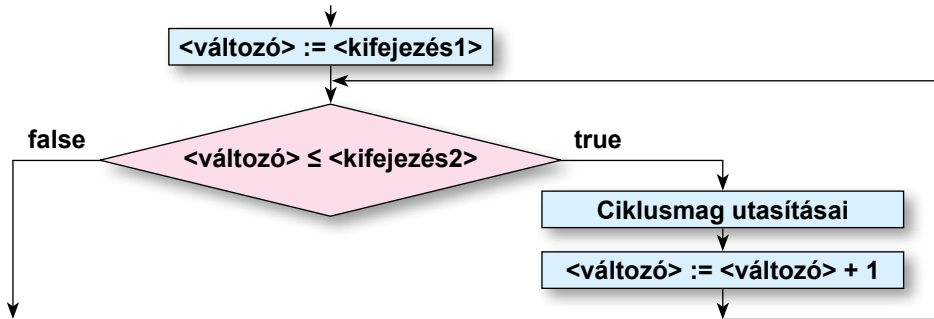 <változó> := <kifejezés1>
false
true
<változó> ≤ <kifejezés2>
Ciklusmag utasításai
<változó> := <változó> + 1